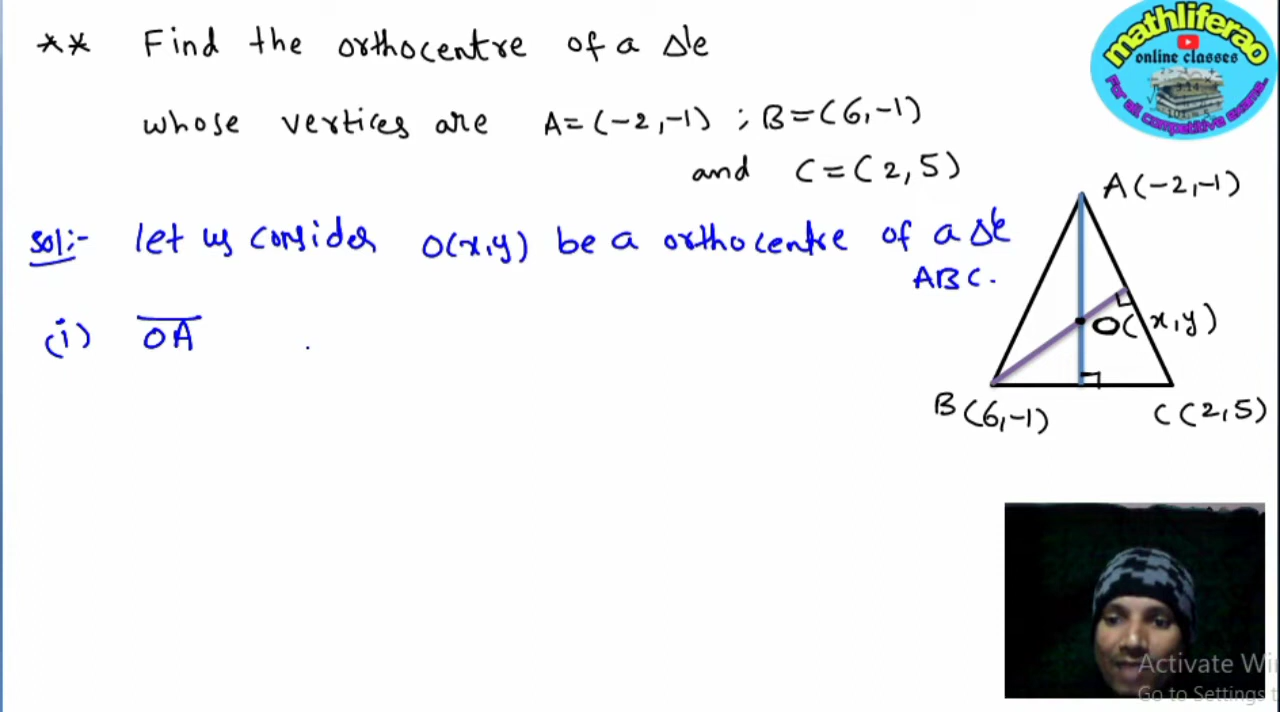 ** Find the orthocentre of a Δle
whose vertices are A=(-2,-1) ; B=(6,-1)
and C=(2,5)
Sol:- let us consider O(x,y) be a orthocentre of a Δle
ABC.
(i) OA
A(-2,-1)
O(x,y)
B(6,-1)
C(2,5)
mathliferao
online classes
For all competitive exams.
Activate Wi
Go to Settings t